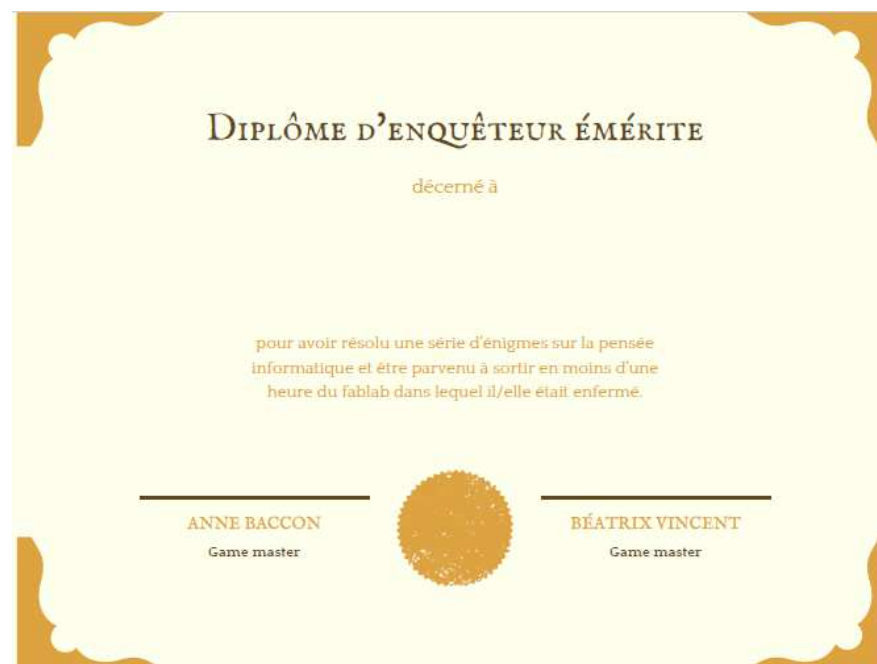 Diplôme d'enquêteur émérite
décerné à
pour avoir résolu une série d'énigmes sur la pensée
informatique et être parvenu à sortir en moins d'une
heure du fablab dans lequel il/elle était enfermé.
ANNE BACCON
Game master
BÉATRIX VINCENT
Game master